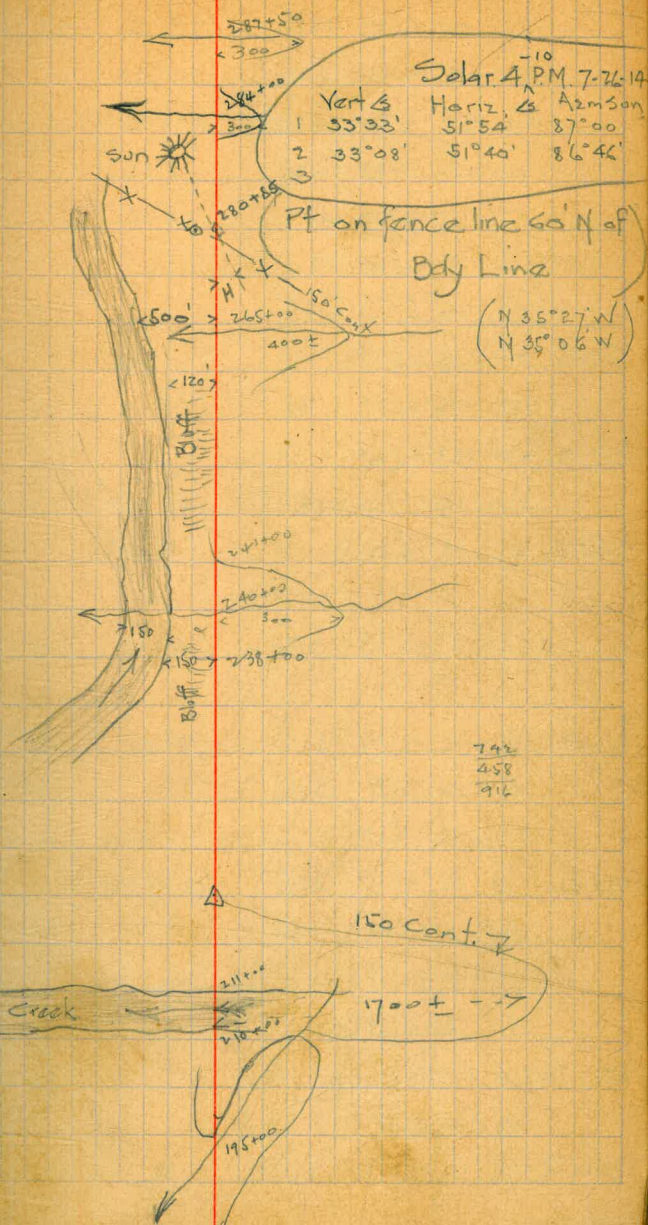 287+50
300
Solar 4 -10 P.M. 7-26-14
284+00
300
Vert ∠s Horiz. ∠s Azm Son
1 33°33' 51°54' 87°00
2 33°08' 51°40' 86°46'
3
Sun
280+85
Pt on fence line 60' N of
Bdy Line
H
150' Con
500'
265+00
400±
(N 35°27' W)
(N 35° 06 W)
120'
Bluff
241+00
240+00
300
150
150
238+00
Bluff
742
458
916
150 Cont.
211+00
Creek
1700±
210+00
195+00